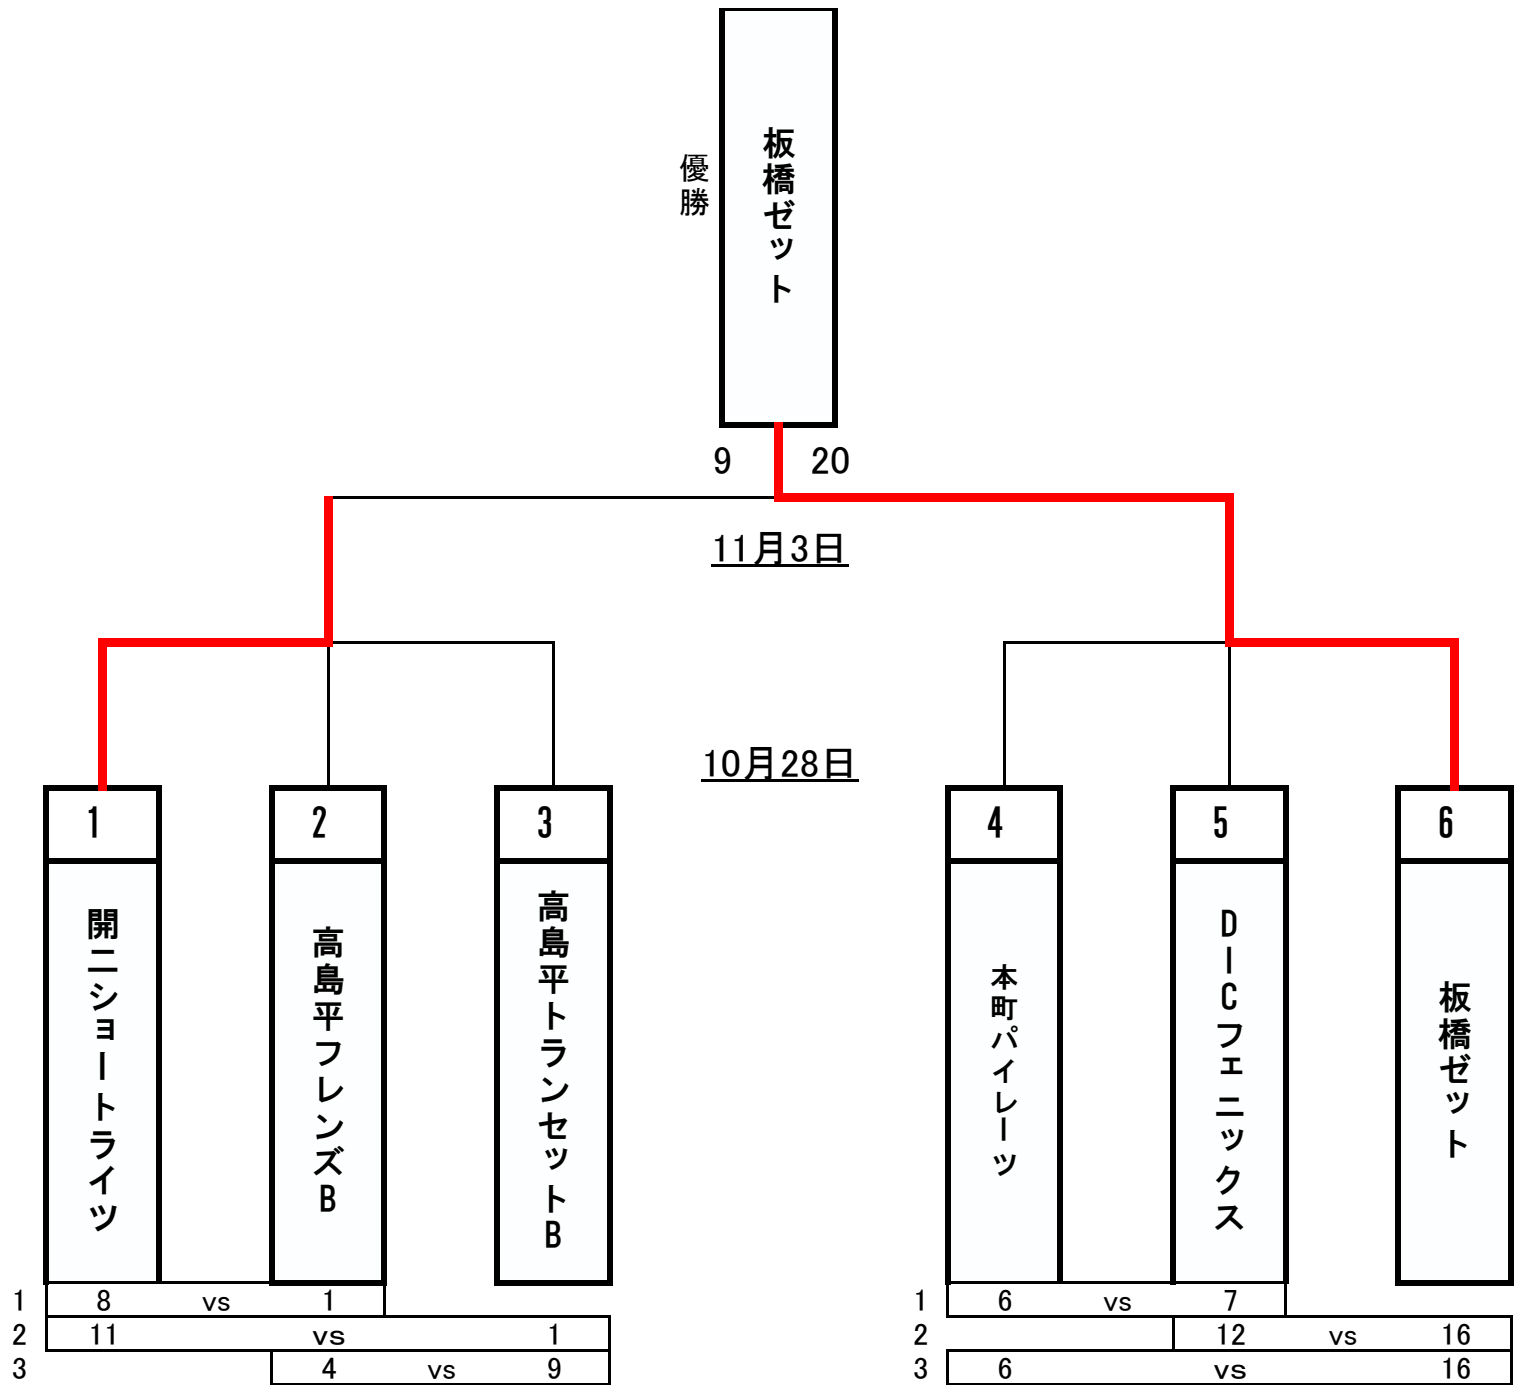 優勝
板橋ゼット
9 20
11月3日
10月28日
1 2 3 4 5 6
開二ショートライツ
高島平フレンズB
高島平トランセットB
本町パイレーツ
DICフェニックス
板橋ゼット
1 8 vs 1
2 11 vs 1
3 4 vs 9
1 6 vs 7
2 12 vs 16
3 6 vs 16